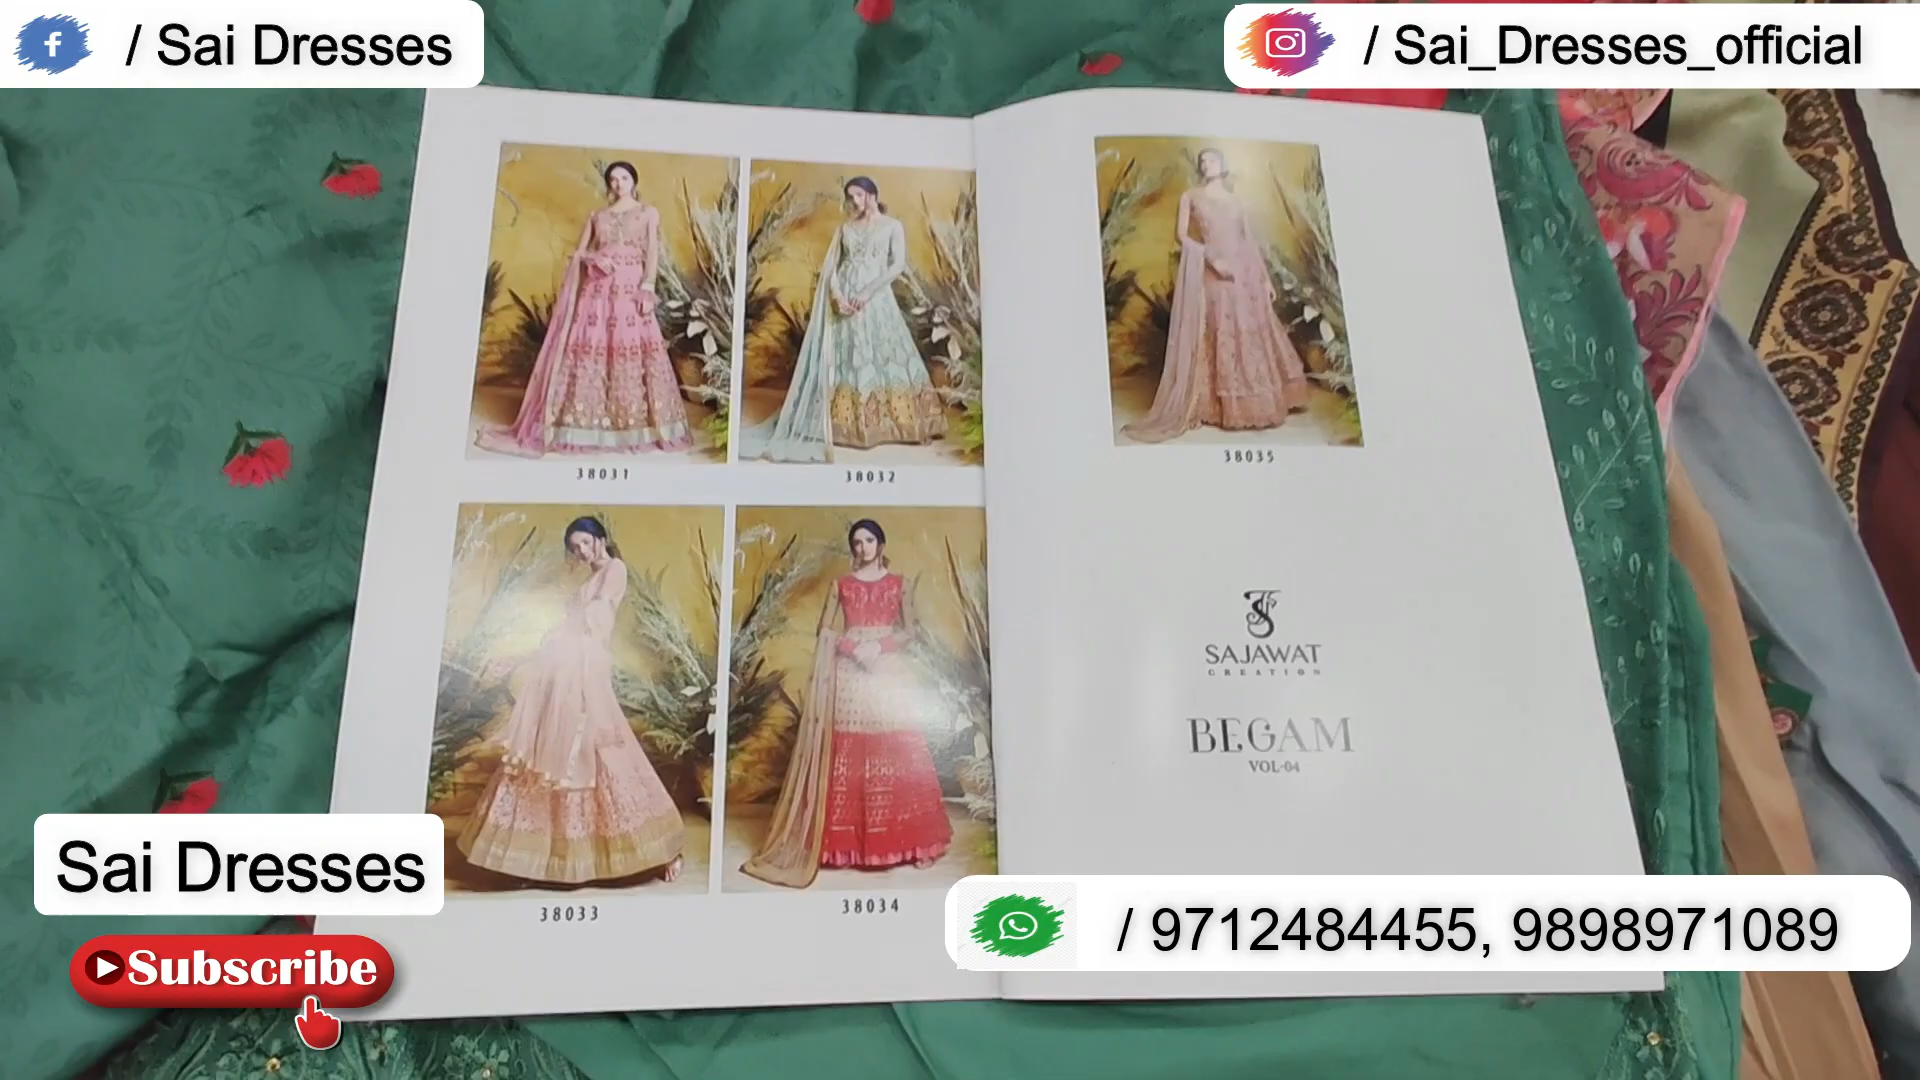 / Sai Dresses
/ Sai_Dresses_official
38031
38032
38035
38033
38034
SAJAWAT
CREATION
BEGAM
VOL-04
Sai Dresses
Subscribe
/ 9712484455, 9898971089